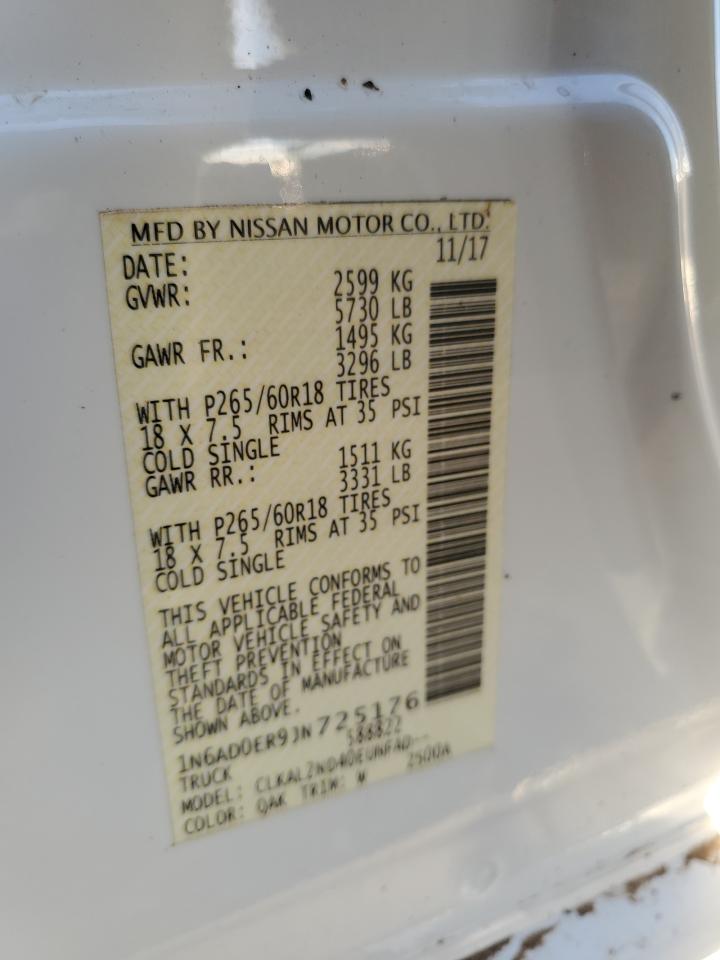 MFD BY NISSAN MOTOR CO., LTD.
DATE: 11/17
GVWR: 2599 KG
5730 LB
GAWR FR.: 1495 KG
3296 LB
WITH P265/60R18 TIRES
18 X 7.5 RIMS AT 35 PSI
COLD SINGLE
GAWR RR.: 1511 KG
3331 LB
WITH P265/60R18 TIRES
18 X 7.5 RIMS AT 35 PSI
COLD SINGLE
THIS VEHICLE CONFORMS TO
ALL APPLICABLE FEDERAL
MOTOR VEHICLE SAFETY AND
THEFT PREVENTION
STANDARDS IN EFFECT ON
THE DATE OF MANUFACTURE
SHOWN ABOVE.
1N6AD0ER9JN725176
TRUCK
MODEL:
COLOR: QAK TRIM: W 2500A